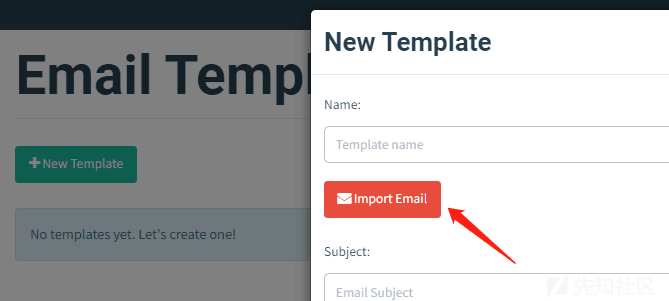 Email Templ
New Template
New Template
No templates yet. Let's create one!
Name:
Template name
Import Email
Subject:
Email Subject
先知社区